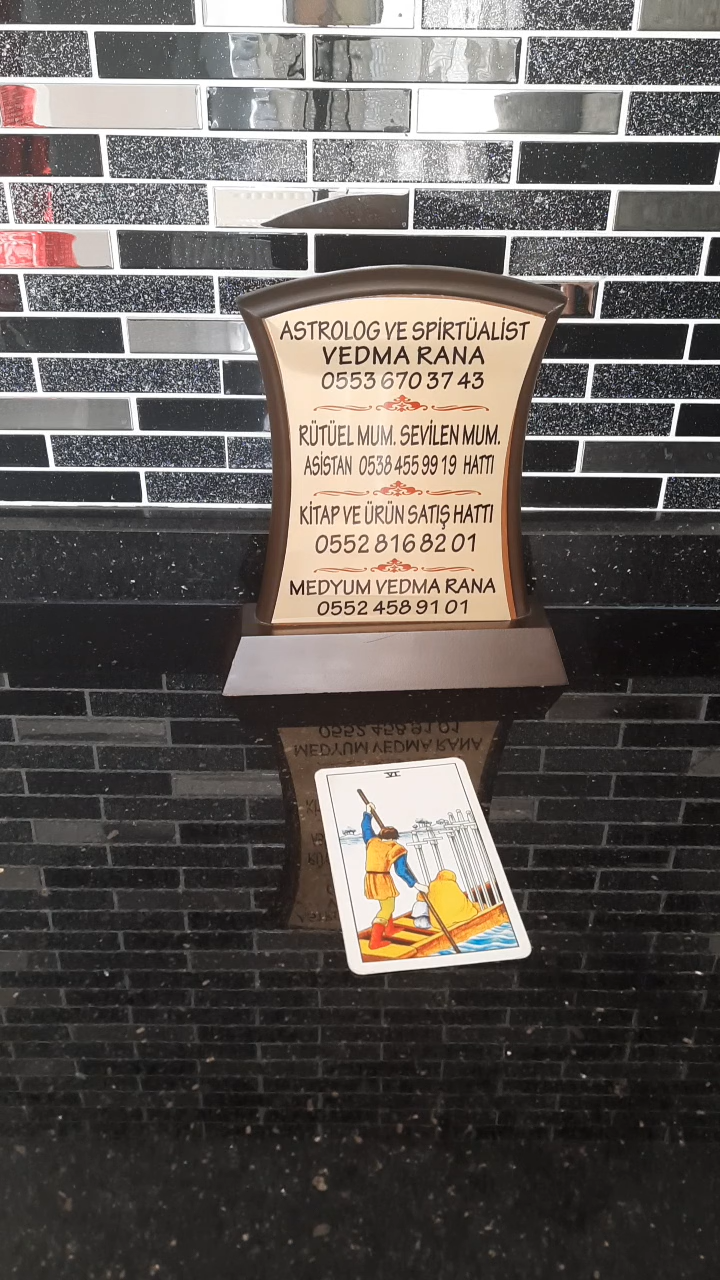 ASTROLOG VE SPİRTÜALİST
VEDMA RANA
0553 670 37 43
RÜTÜEL MUM. SEVİLEN MUM.
ASİSTAN 0538 455 99 19 HATTI
KİTAP VE ÜRÜN SATIŞ HATTI
0552 816 82 01
MEDYUM VEDMA RANA
0552 458 91 01
VI